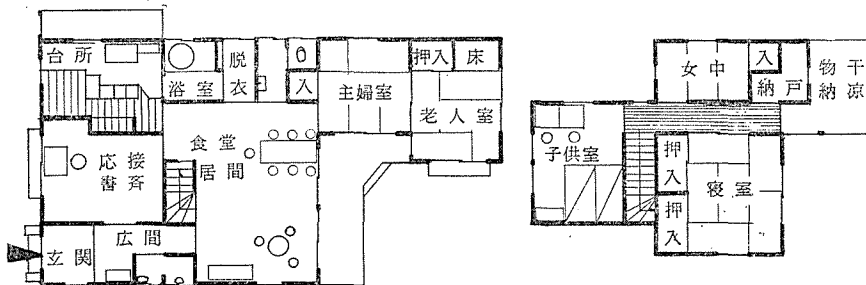 台所
浴室
脱衣
入
主婦室
押入
床
老人室
食堂
居間
応接
書斉
玄関
広間
女中
入
納戸
物干
納凉
子供室
押入
寝室
押入